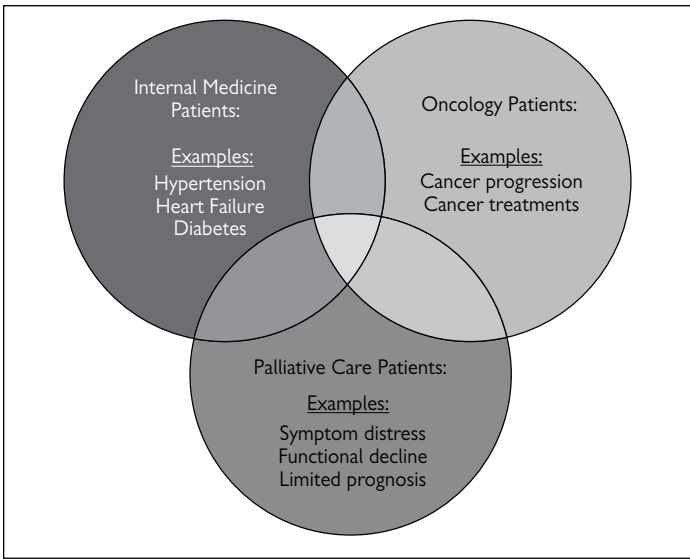 Internal Medicine
Patients:
Examples:
Hypertension
Heart Failure
Diabetes
Oncology Patients:
Examples:
Cancer progression
Cancer treatments
Palliative Care Patients:
Examples:
Symptom distress
Functional decline
Limited prognosis